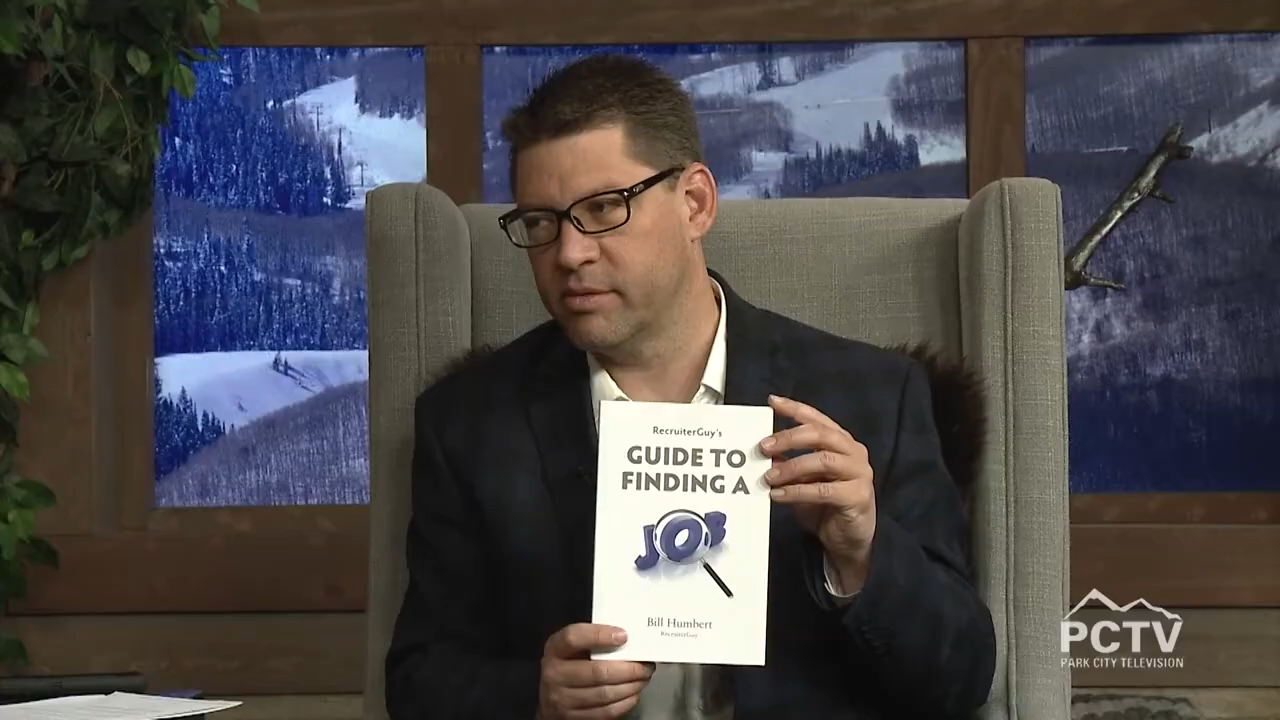 RecruiterGuy's
GUIDE TO
FINDING A
JOB
Bill Humbert
RecruiterGuy
PCTV
PARK CITY TELEVISION